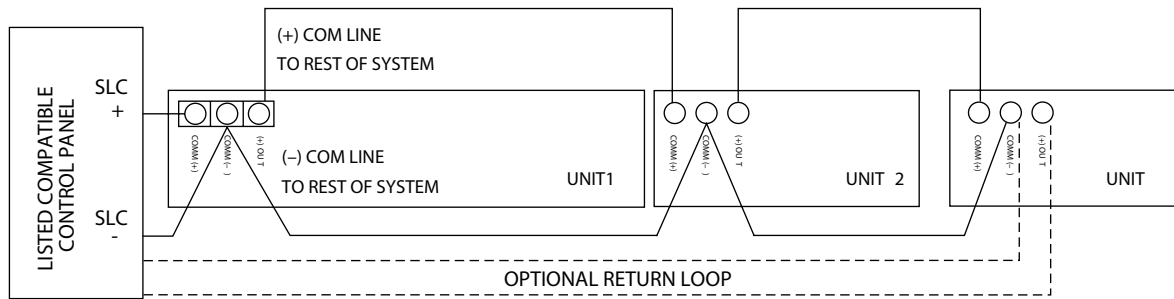 LISTED COMPATIBLE
CONTROL PANEL
SLC
+
SLC
-
(+) COM LINE
TO REST OF SYSTEM
COMM (+)
COMM (– )
(+) OU T
(–) COM LINE
TO REST OF SYSTEM
UNIT1
COMM (+)
COMM (– )
(+) OU T
UNIT 2
COMM (+)
COMM (– )
(+) OU T
UNIT
OPTIONAL RETURN LOOP